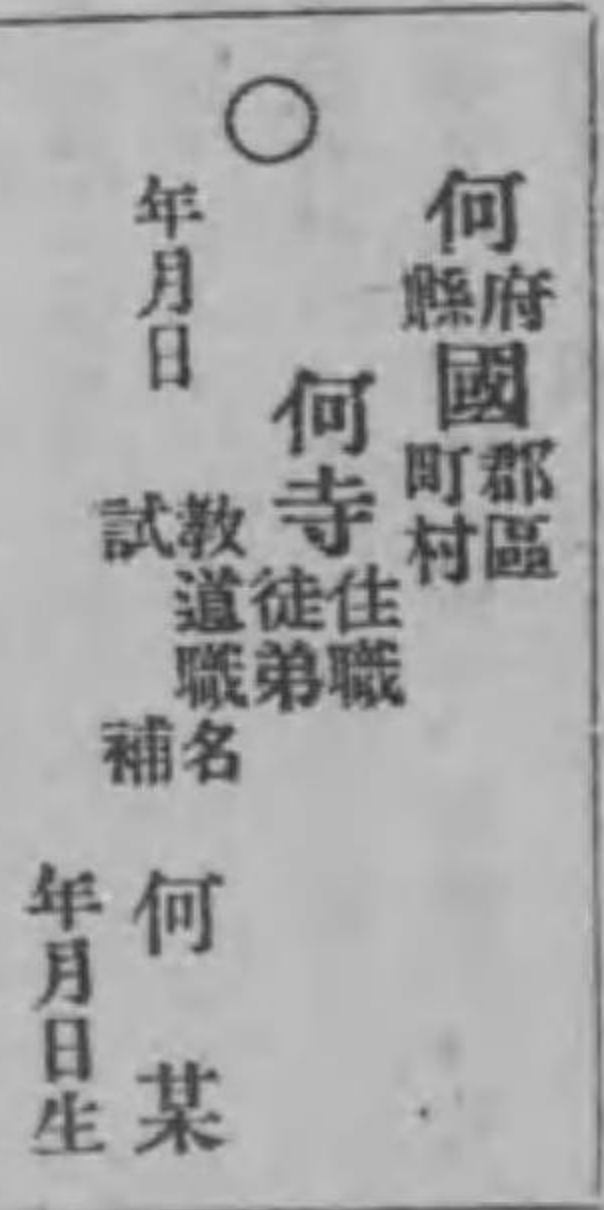 何府縣國郡區町村
何寺住職徒弟
教道職名試補
年月日
何某
年月日生